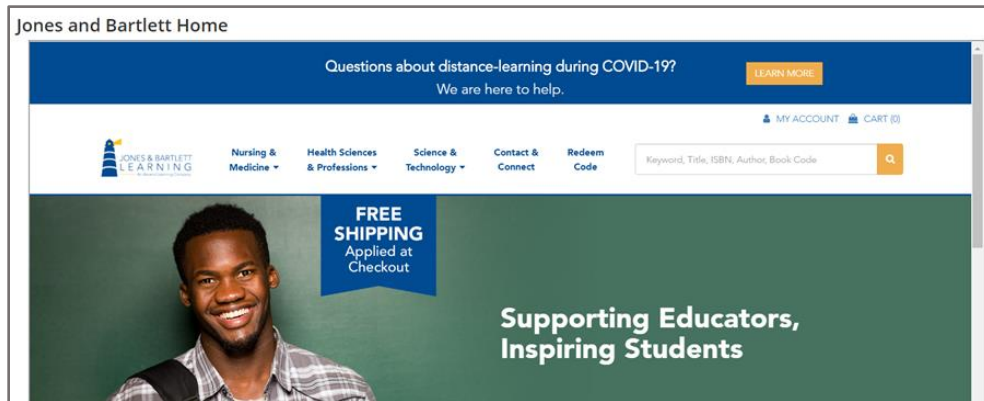 Jones and Bartlett Home
Questions about distance-learning during COVID-19?
We are here to help.
LEARN MORE
MY ACCOUNT
CART (0)
JONES & BARTLETT
LEARNING
Nursing &
Medicine
Health Sciences
& Professions
Science &
Technology
Contact &
Connect
Redeem
Code
Keyword, Title, ISBN, Author, Book Code
FREE
SHIPPING
Applied at
Checkout
Supporting Educators,
Inspiring Students